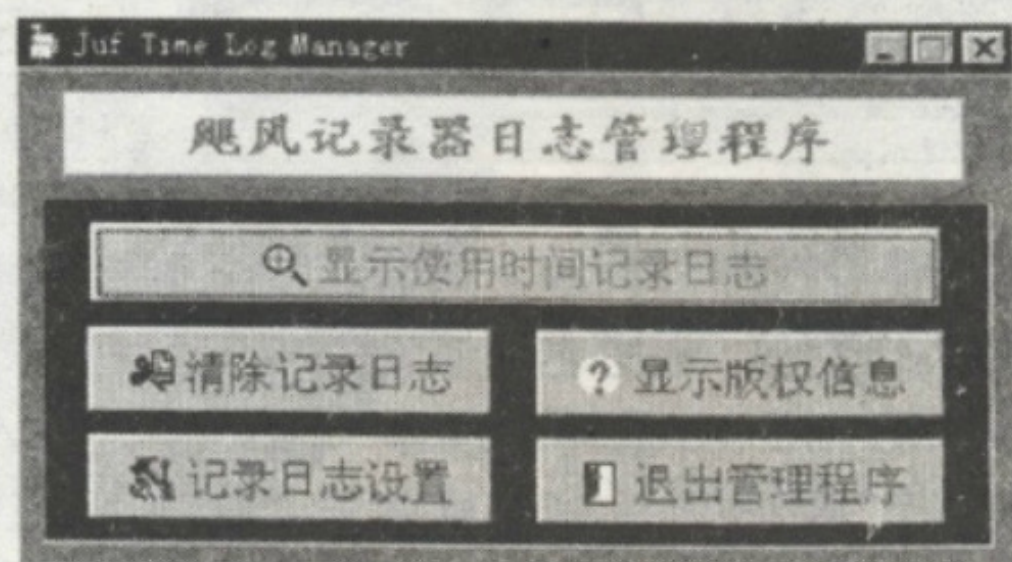 Juf Time Log Manager
飓风记录器日志管理程序
显示使用时间记录日志
清除记录日志
显示版权信息
记录日志设置
退出管理程序